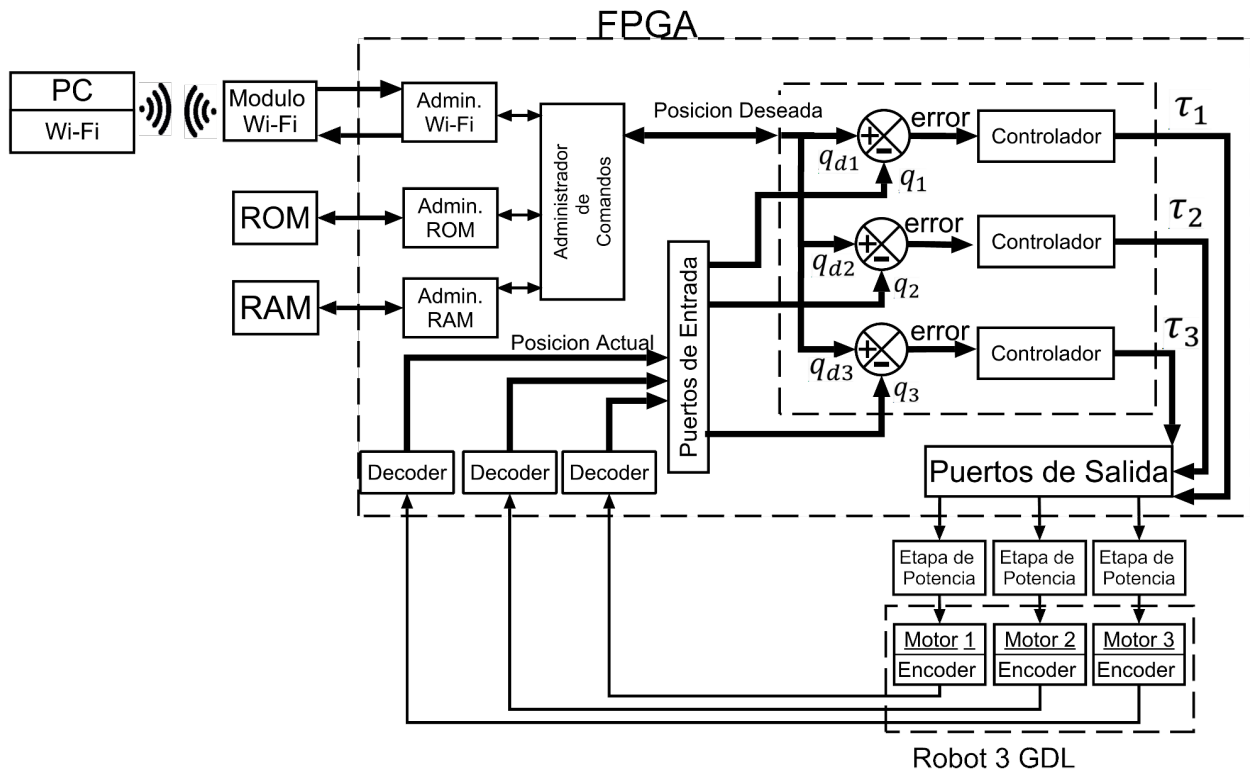 FPGA
PC
Wi-Fi
Modulo
Wi-Fi
Admin.
Wi-Fi
ROM
Admin.
ROM
RAM
Admin.
RAM
Administrador
de
Comandos
Posicion Deseada
q_{d1}
q_1
error
Controlador
τ_1
q_{d2}
q_2
error
Controlador
τ_2
q_{d3}
q_3
error
Controlador
τ_3
Posicion Actual
Puertos de Entrada
Decoder
Decoder
Decoder
Puertos de Salida
Etapa de
Potencia
Etapa de
Potencia
Etapa de
Potencia
Motor 1
Encoder
Motor 2
Encoder
Motor 3
Encoder
Robot 3 GDL